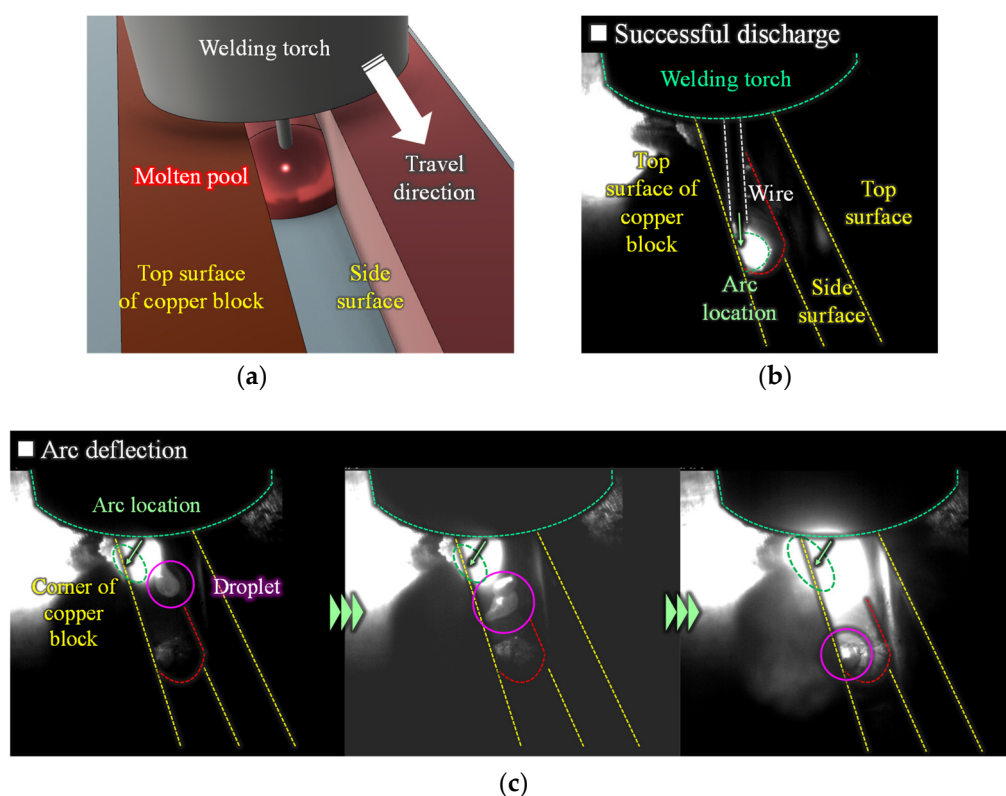 Welding torch
Molten pool
Travel
direction
Top surface
of copper block
Side
surface
(a)
Successful discharge
Welding torch
Top
surface of
copper
block
Wire
Top
surface
Arc
location
Side
surface
(b)
Arc deflection
Arc location
Corner of
copper
block
Droplet
(c)